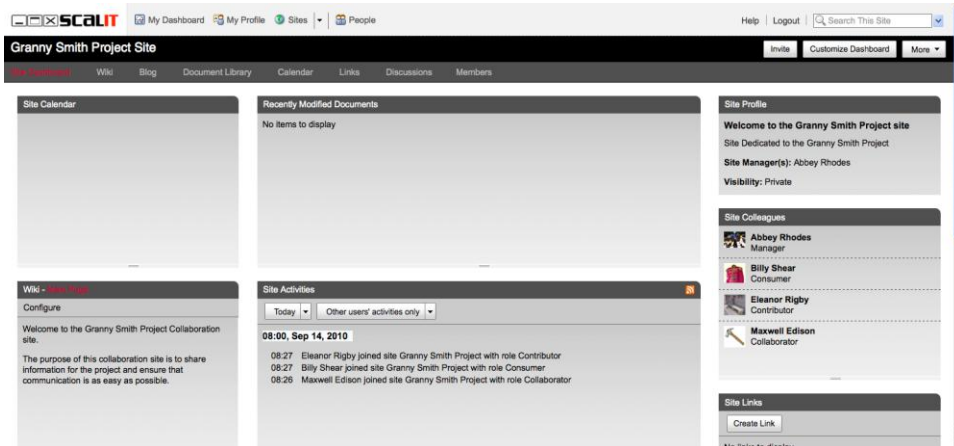 SCALIT My Dashboard My Profile Sites People Help Logout Search This Site
Granny Smith Project Site Invite Customize Dashboard More
Site Dashboard Wiki Blog Document Library Calendar Links Discussions Members
Site Calendar
Recently Modified Documents
No items to display
Site Profile
Welcome to the Granny Smith Project site
Site Dedicated to the Granny Smith Project
Site Manager(s): Abbey Rhodes
Visibility: Private
Site Colleagues
Abbey Rhodes
Manager
Billy Shear
Consumer
Eleanor Rigby
Contributor
Maxwell Edison
Collaborator
Wiki - Main Page
Configure
Welcome to the Granny Smith Project Collaboration
site.
The purpose of this collaboration site is to share
information for the project and ensure that
communication is as easy as possible.
Site Activities
Today Other users' activities only
08:00, Sep 14, 2010
08:27 Eleanor Rigby joined site Granny Smith Project with role Contributor
08:27 Billy Shear joined site Granny Smith Project with role Consumer
08:26 Maxwell Edison joined site Granny Smith Project with role Collaborator
Site Links
Create Link
No links to display